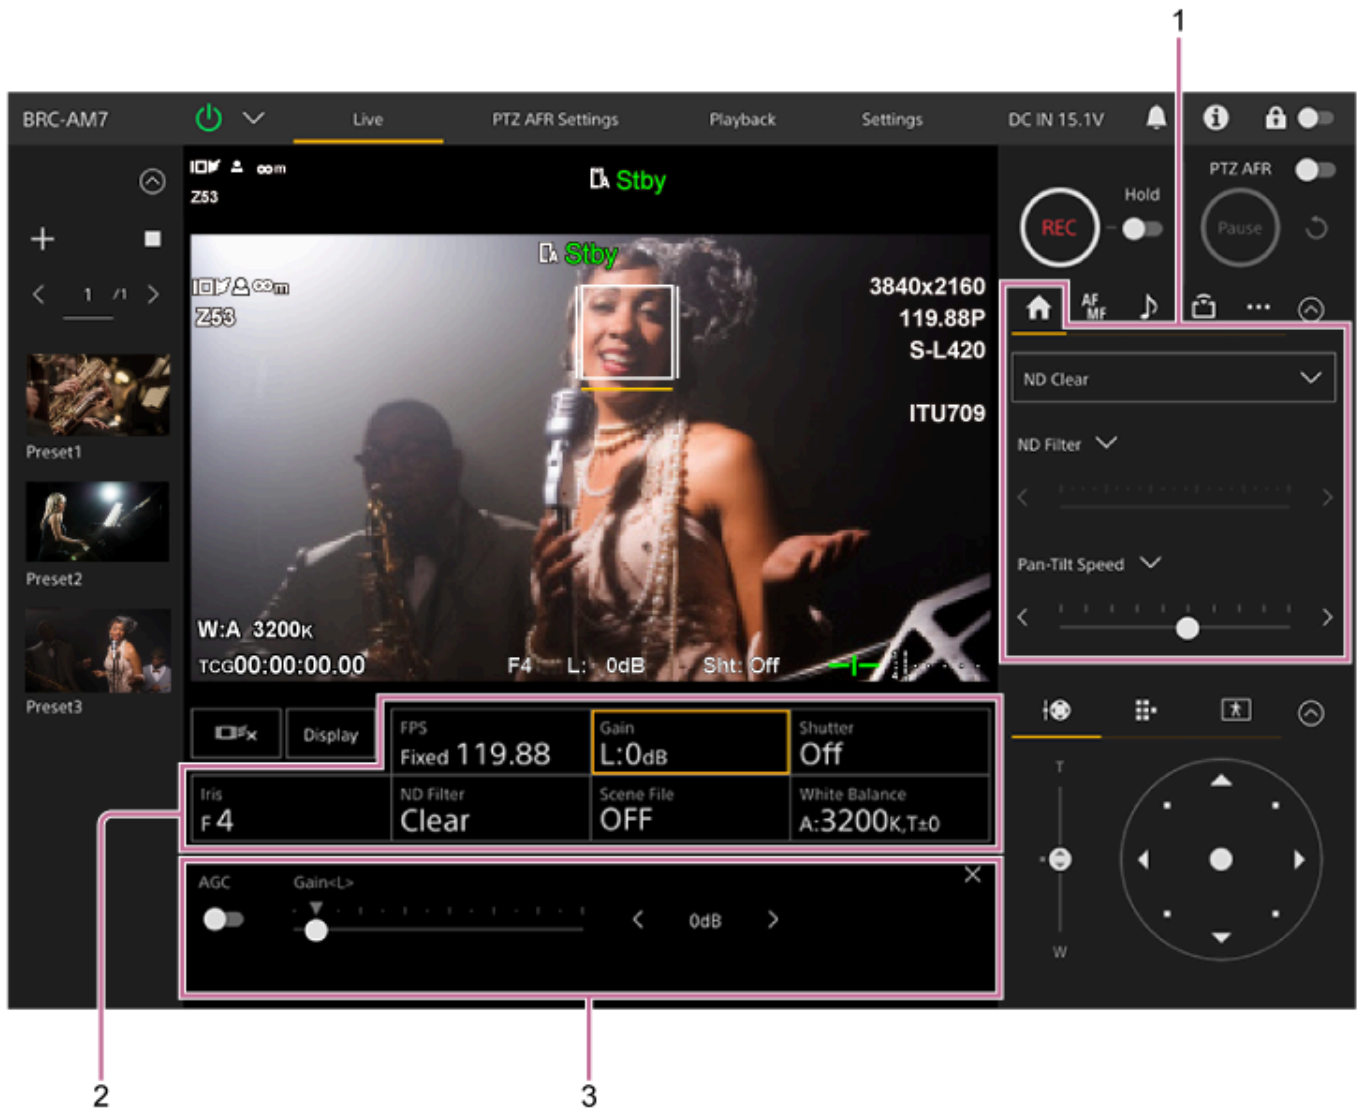 1
BRC-AM7
Live
PTZ AFR Settings
Playback
Settings
DC IN 15.1V
Z53
A Stby
REC
Hold
PTZ AFR
Pause
1 /1
Preset1
Preset2
Preset3
A Stby
∞m
Z53
3840x2160
119.88P
S-L420
ITU709
W:A 3200K
TCG00:00:00.00
F4 L: 0dB Sht: Off
AF
MF
ND Clear
ND Filter
Pan-Tilt Speed
Display
FPS
Fixed 119.88
Gain
L:0dB
Shutter
Off
Iris
F 4
ND Filter
Clear
Scene File
OFF
White Balance
A:3200K,T±0
AGC
Gain<L>
0dB
T
W
2
3